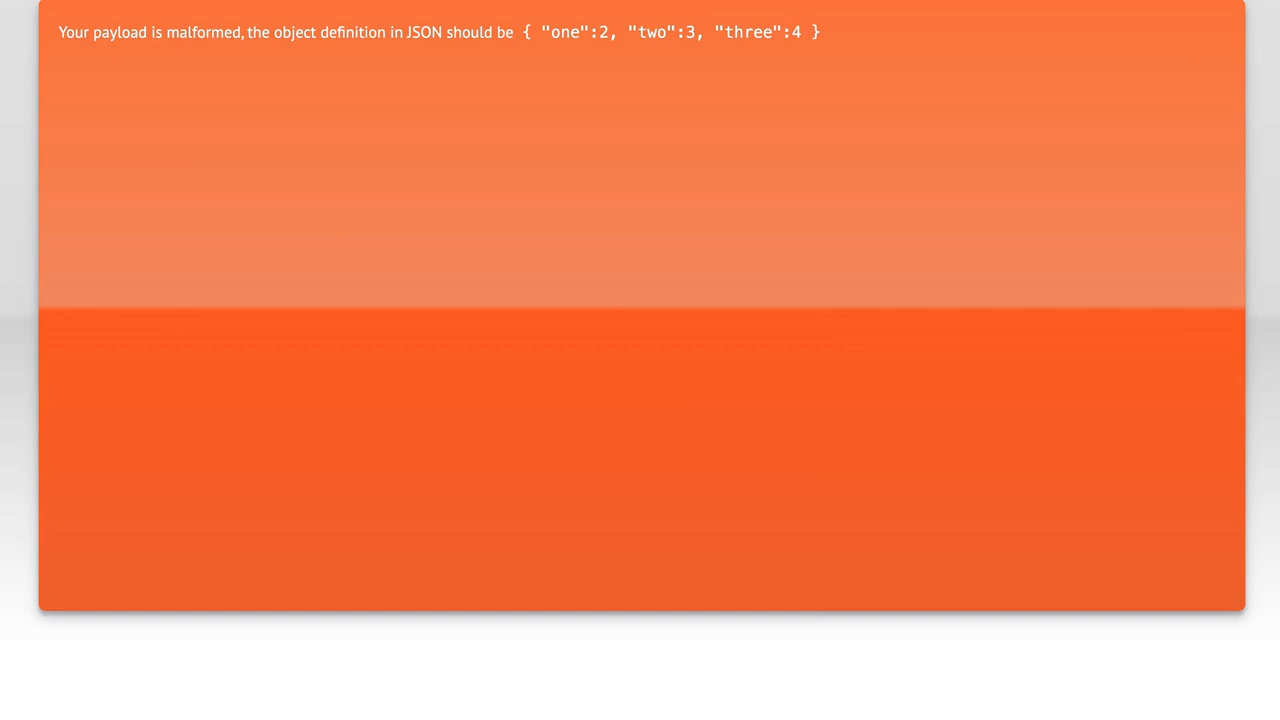 Your payload is malformed, the object definition in JSON should be { "one":2, "two":3, "three":4 }